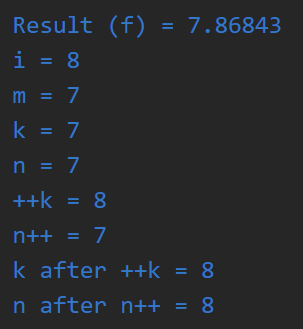 Result (f) = 7.86843
i = 8
m = 7
k = 7
n = 7
++k = 8
n++ = 7
k after ++k = 8
n after n++ = 8